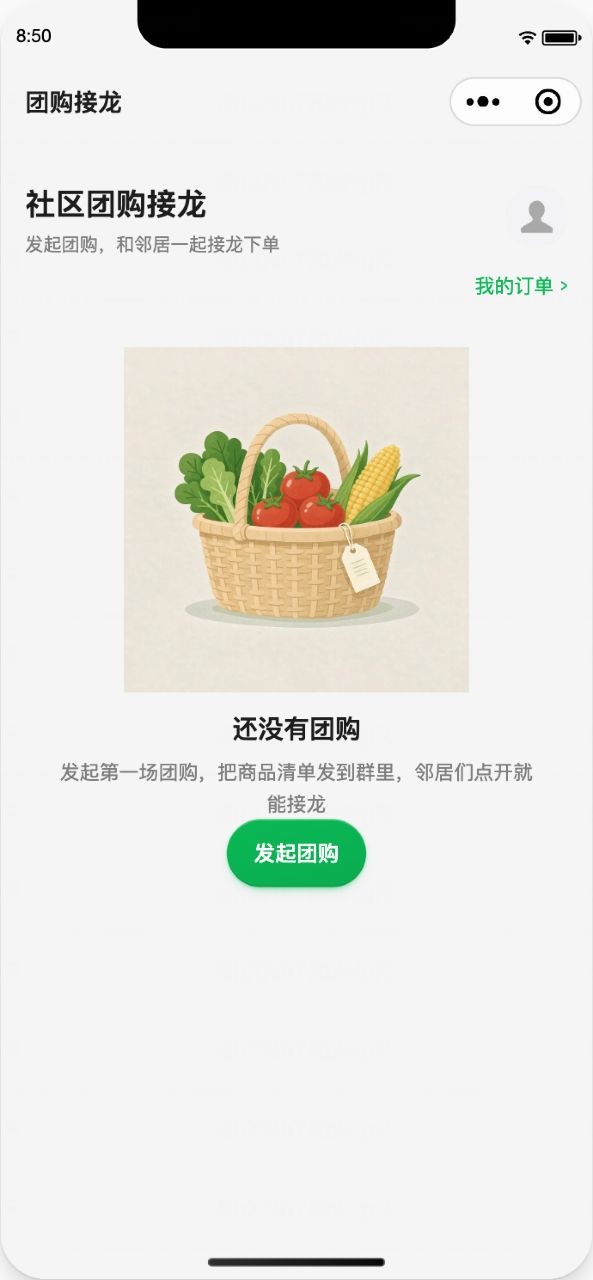 8:50
团购接龙
社区团购接龙
发起团购，和邻居一起接龙下单
我的订单 >
还没有团购
发起第一场团购，把商品清单发到群里，邻居们点开就
能接龙
发起团购